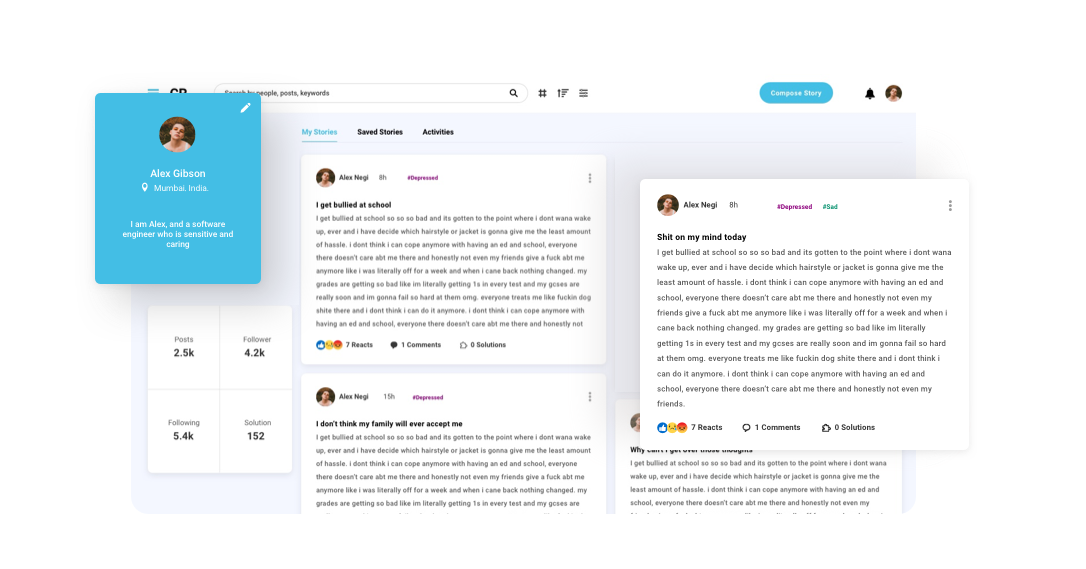 Search by people, posts, keywords
Compose Story
Alex Gibson
Mumbai. India.
I am Alex, and a software
engineer who is sensitive and
caring
Posts
2.5k
Follower
4.2k
Following
5.4k
Solution
152
My Stories Saved Stories Activities
Alex Negi 8h #Depressed
I get bullied at school
I get bullied at school so so so bad and its gotten to the point where i dont wana wake
up, ever and i have decide which hairstyle or jacket is gonna give me the least amount
of hassle. i dont think i can cope anymore with having an ed and school, everyone
there doesn't care abt me there and honestly not even my friends give a fuck abt me
anymore like i was literally off for a week and when i cane back nothing changed. my
grades are getting so bad like im literally getting 1s in every test and my gcses are
really soon and im gonna fail so hard at them omg. everyone treats me like fuckin dog
shite there and i dont think i can do it anymore. i dont think i can cope anymore with
having an ed and school, everyone there doesn't care abt me there and honestly not
7 Reacts 1 Comments 0 Solutions
Alex Negi 15h #Depressed
I don't think my family will ever accept me
I get bullied at school so so so bad and its gotten to the point where i dont wana wake
up, ever and i have decide which hairstyle or jacket is gonna give me the least amount
of hassle. i dont think i can cope anymore with having an ed and school, everyone
there doesn't care abt me there and honestly not even my friends give a fuck abt me
anymore like i was literally off for a week and when i cane back nothing changed. my
grades are getting so bad like im literally getting 1s in every test and my gcses are
Alex Negi 8h #Depressed #Sad
Shit on my mind today
I get bullied at school so so so bad and its gotten to the point where i dont wana
wake up, ever and i have decide which hairstyle or jacket is gonna give me the
least amount of hassle. i dont think i can cope anymore with having an ed and
school, everyone there doesn't care abt me there and honestly not even my
friends give a fuck abt me anymore like i was literally off for a week and when i
cane back nothing changed. my grades are getting so bad like im literally
getting 1s in every test and my gcses are really soon and im gonna fail so hard
at them omg. everyone treats me like fuckin dog shite there and i dont think i
can do it anymore. i dont think i can cope anymore with having an ed and
school, everyone there doesn't care abt me there and honestly not even my
friends.
7 Reacts 1 Comments 0 Solutions
Why can't I get over those thoughts
I get bullied at school so so so bad and its gotten to the point where i dont wana
wake up, ever and i have decide which hairstyle or jacket is gonna give me the
least amount of hassle. i dont think i can cope anymore with having an ed and
school, everyone there doesn't care abt me there and honestly not even my